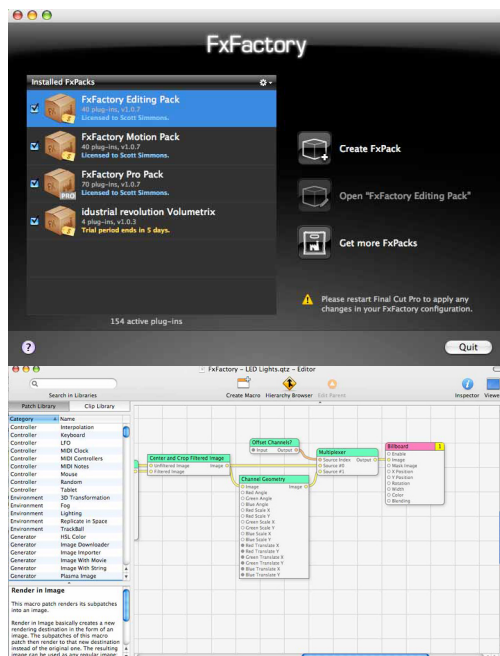 FxFactory
Installed FxPacks
FxFactory Editing Pack
40 plug-ins, v1.0.7
Licensed to Scott Simmons.
FxFactory Motion Pack
40 plug-ins, v1.0.7
Licensed to Scott Simmons.
FxFactory Pro Pack
70 plug-ins, v1.0.7
Licensed to Scott Simmons.
PRO
idustrial revolution Volumetrix
4 plug-ins, v1.0.3
Trial period ends in 5 days.
154 active plug-ins
Create FxPack
Open "FxFactory Editing Pack"
Get more FxPacks
Please restart Final Cut Pro to apply any
changes in your FxFactory configuration.
?
Quit
FxFactory - LED Lights.qtz - Editor
Search in Libraries
Create Macro Hierarchy Browser Edit Parent
Inspector Viewe
Patch Library Clip Library
Category Name
Controller Interpolation
Controller Keyboard
Controller LFO
Controller MIDI Clock
Controller MIDI Controllers
Controller MIDI Notes
Controller Mouse
Controller Random
Controller Tablet
Environment 3D Transformation
Environment Fog
Environment Lighting
Environment Replicate in Space
Environment TrackBall
Generator HSL Color
Generator Image Downloader
Generator Image Importer
Generator Image With Movie
Generator Image With String
Generator Plasma Image
Render in Image
This macro patch renders its subpatches
into an image.
Render in Image basically creates a new
rendering destination in the form of an
image. The subpatches of this macro
patch then render to that new destination
instead of the original one. The resulting
image can be used as any regular image
Center and Crop Filtered Image
Unfiltered Image Image
Filtered Image
Offset Channels?
Input Output
Channel Geometry
Image Image
Red Angle
Green Angle
Blue Angle
Red Scale X
Red Scale Y
Green Scale X
Green Scale Y
Blue Scale X
Blue Scale Y
Red Translate X
Red Translate Y
Green Translate X
Green Translate Y
Blue Translate X
Blue Translate Y
Multiplexer
Source Index Output
Source #0
Source #1
Billboard 1
Enable
Image
Mask Image
X Position
Y Position
Rotation
Width
Color
Blending